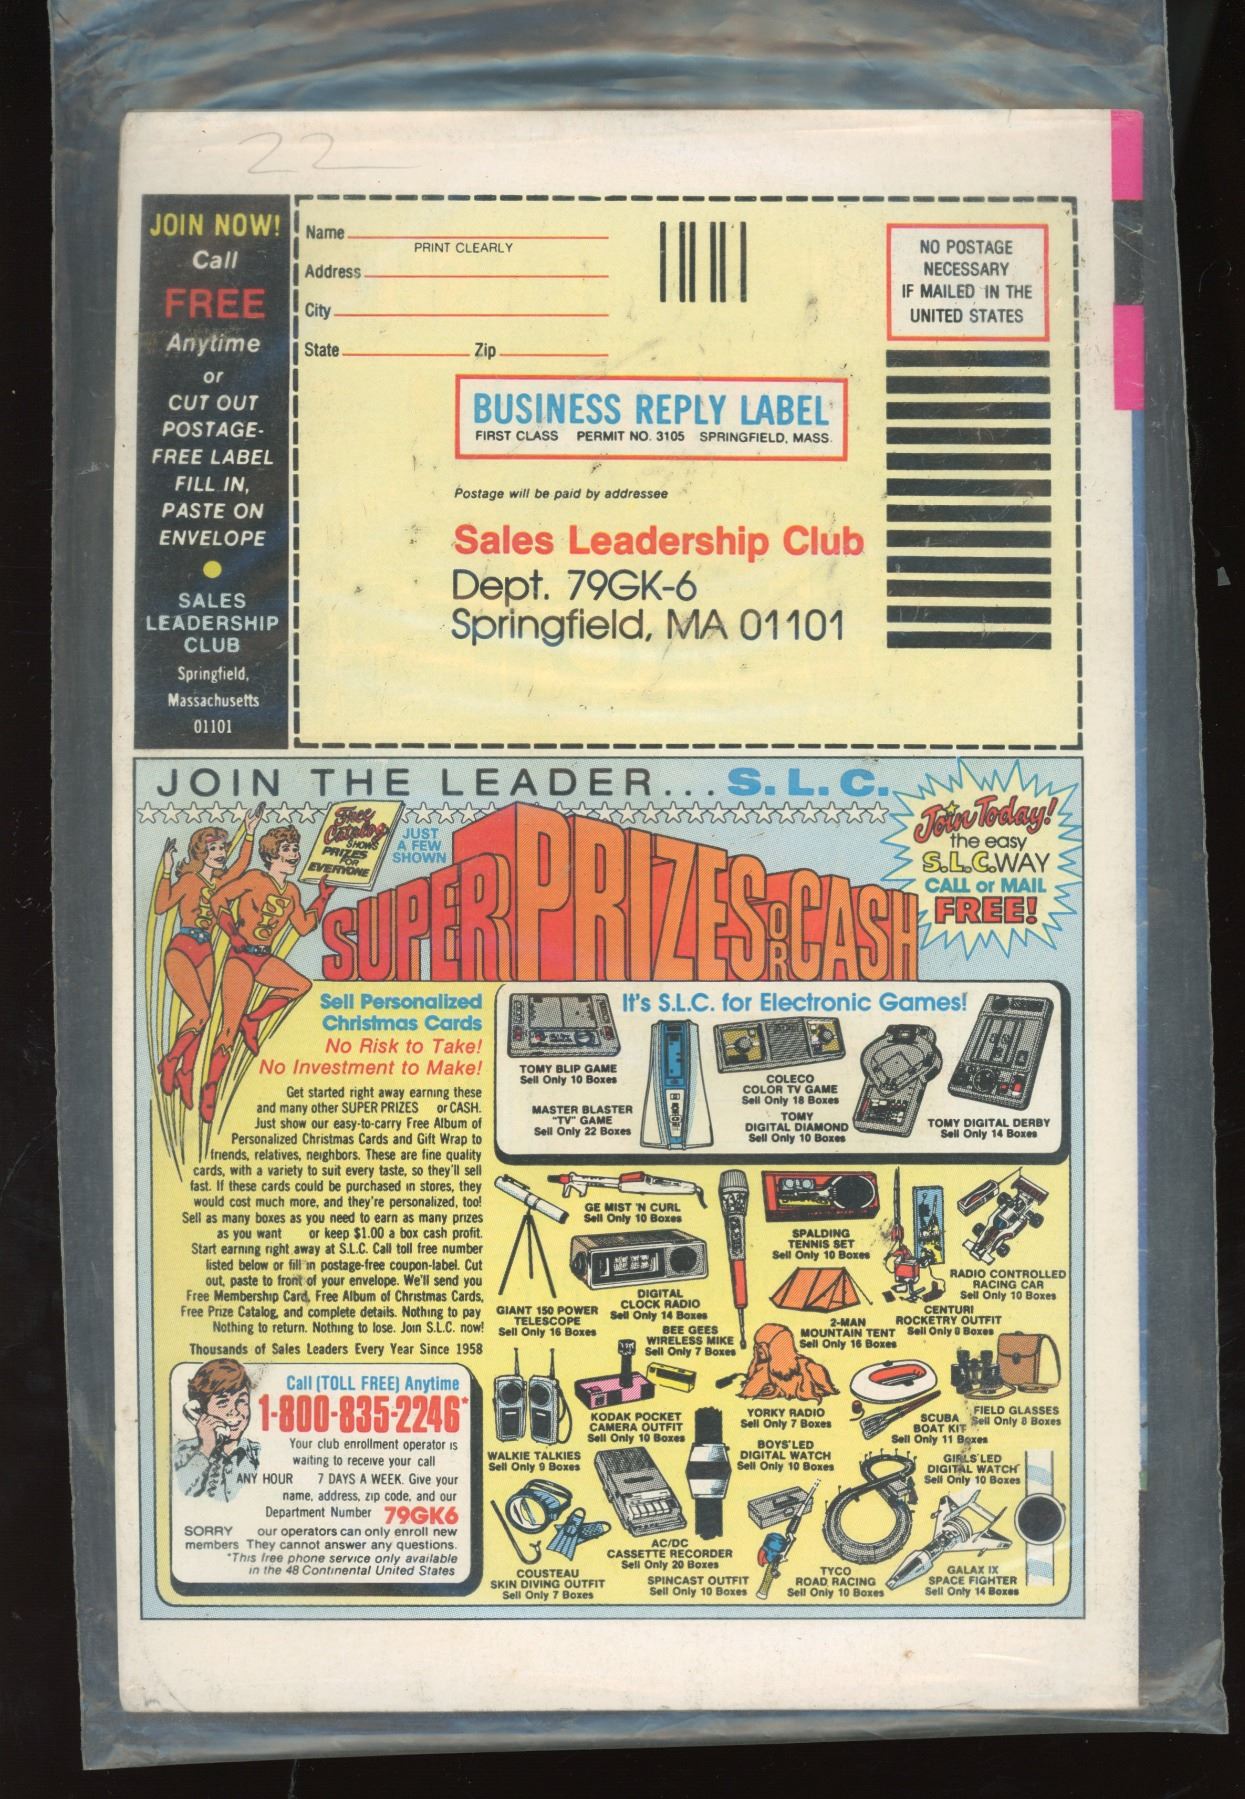 22
JOIN NOW!
Call
FREE
Anytime
or
CUT OUT
POSTAGE-
FREE LABEL
FILL IN,
PASTE ON
ENVELOPE
SALES
LEADERSHIP
CLUB
Springfield,
Massachusetts
01101
Name
PRINT CLEARLY
Address
City
State Zip
NO POSTAGE
NECESSARY
IF MAILED IN THE
UNITED STATES
BUSINESS REPLY LABEL
FIRST CLASS PERMIT NO. 3105 SPRINGFIELD, MASS.
Postage will be paid by addressee
Sales Leadership Club
Dept. 79GK-6
Springfield, MA 01101
JOIN THE LEADER... S.L.C.
Free
Catalog
SHOWS
PRIZES
FOR
EVERYONE
JUST
A FEW
SHOWN
SUPER PRIZES OR CASH
Join Today!
the easy
S.L.C. WAY
CALL or MAIL
FREE!
Sell Personalized
Christmas Cards
No Risk to Take!
No Investment to Make!
Get started right away earning these
and many other SUPER PRIZES or CASH.
Just show our easy-to-carry Free Album of
Personalized Christmas Cards and Gift Wrap to
friends, relatives, neighbors. These are fine quality
cards, with a variety to suit every taste, so they'll sell
fast. If these cards could be purchased in stores, they
would cost much more, and they're personalized, too!
Sell as many boxes as you need to earn as many prizes
as you want or keep $1.00 a box cash profit.
Start earning right away at S.L.C. Call toll free number
listed below or fill in postage-free coupon-label. Cut
out, paste to front of your envelope. We'll send you
Free Membership Card, Free Album of Christmas Cards,
Free Prize Catalog, and complete details. Nothing to pay
Nothing to return. Nothing to lose. Join S.L.C. now!
Thousands of Sales Leaders Every Year Since 1958
Call (TOLL FREE) Anytime
1-800-835-2246*
Your club enrollment operator is
waiting to receive your call
ANY HOUR 7 DAYS A WEEK. Give your
name, address, zip code, and our
Department Number 79GK6
SORRY our operators can only enroll new
members They cannot answer any questions.
*This free phone service only available
in the 48 Continental United States
It's S.L.C. for Electronic Games!
TOMY BLIP GAME
Sell Only 10 Boxes
MASTER BLASTER
"TV" GAME
Sell Only 22 Boxes
COLECO
COLOR TV GAME
Sell Only 18 Boxes
TOMY
DIGITAL DIAMOND
Sell Only 10 Boxes
TOMY DIGITAL DERBY
Sell Only 14 Boxes
GE MIST 'N CURL
Sell Only 10 Boxes
SPALDING
TENNIS SET
Sell Only 10 Boxes
RADIO CONTROLLED
RACING CAR
Sell Only 10 Boxes
GIANT 150 POWER
TELESCOPE
Sell Only 16 Boxes
DIGITAL
CLOCK RADIO
Sell Only 14 Boxes
BEE GEES
WIRELESS MIKE
Sell Only 7 Boxes
2-MAN
MOUNTAIN TENT
Sell Only 16 Boxes
CENTURI
ROCKETRY OUTFIT
Sell Only 8 Boxes
WALKIE TALKIES
Sell Only 9 Boxes
KODAK POCKET
CAMERA OUTFIT
Sell Only 10 Boxes
YORKY RADIO
Sell Only 7 Boxes
SCUBA
BOAT KIT
Sell Only 11 Boxes
FIELD GLASSES
Sell Only 8 Boxes
BOYS' LED
DIGITAL WATCH
Sell Only 10 Boxes
GIRLS' LED
DIGITAL WATCH
Sell Only 10 Boxes
COUSTEAU
SKIN DIVING OUTFIT
Sell Only 7 Boxes
AC/DC
CASSETTE RECORDER
Sell Only 20 Boxes
SPINCAST OUTFIT
Sell Only 10 Boxes
TYCO
ROAD RACING
Sell Only 10 Boxes
GALAX IX
SPACE FIGHTER
Sell Only 14 Boxes